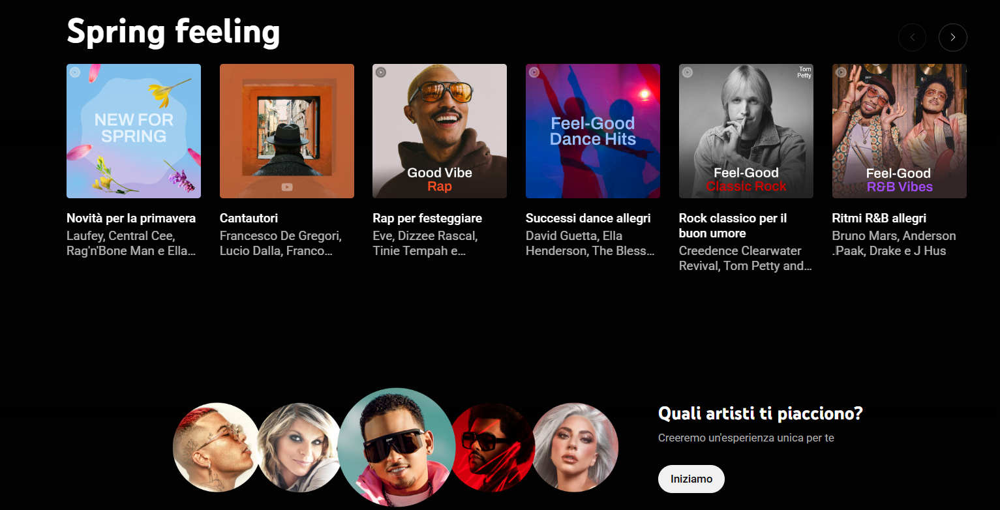 Spring feeling
NEW FOR
SPRING
Good Vibe
Rap
Feel-Good
Dance Hits
Tom
Petty
Feel-Good
Classic Rock
Feel-Good
R&B Vibes
Novità per la primavera
Laufey, Central Cee,
Rag'n'Bone Man e Ella...
Cantautori
Francesco De Gregori,
Lucio Dalla, Franco...
Rap per festeggiare
Eve, Dizzee Rascal,
Tinie Tempah e...
Successi dance allegri
David Guetta, Ella
Henderson, The Bless...
Rock classico per il
buon umore
Creedence Clearwater
Revival, Tom Petty and...
Ritmi R&B allegri
Bruno Mars, Anderson
.Paak, Drake e J Hus
Quali artisti ti piacciono?
Creeremo un'esperienza unica per te
Iniziamo